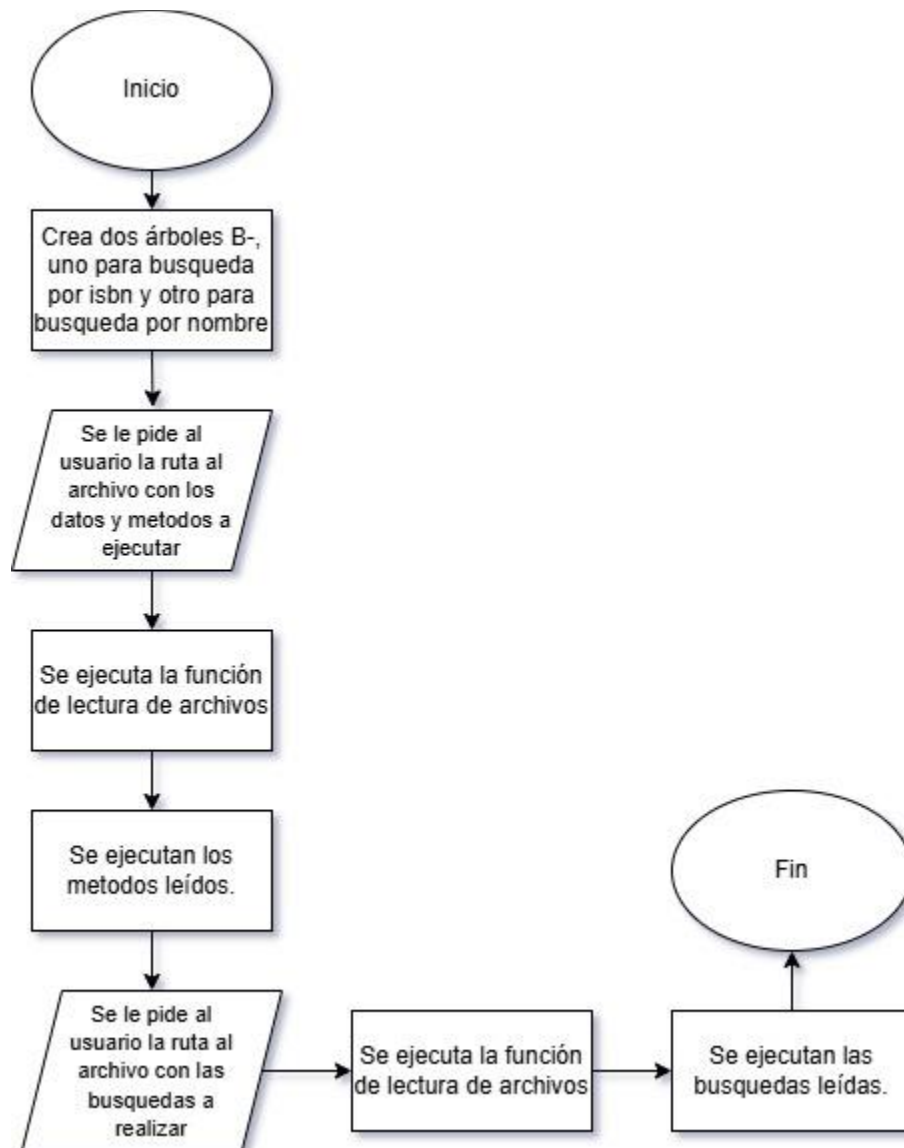 Inicio
Crea dos árboles B-,
uno para busqueda
por isbn y otro para
busqueda por nombre
Se le pide al
usuario la ruta al
archivo con los
datos y metodos a
ejecutar
Se ejecuta la función
de lectura de archivos
Se ejecutan los
metodos leídos.
Se le pide al
usuario la ruta al
archivo con las
busquedas a
realizar
Se ejecuta la función
de lectura de archivos
Se ejecutan las
busquedas leídas.
Fin